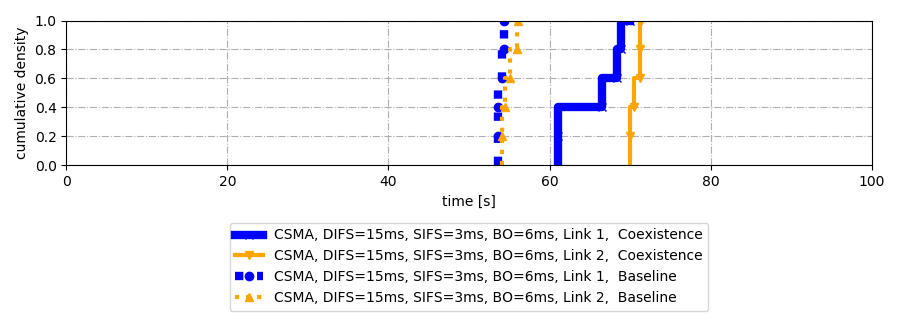 1.0
0.8
0.6
0.4
0.2
0.0
cumulative density
0 20 40 60 80 100
time [s]
CSMA, DIFS=15ms, SIFS=3ms, BO=6ms, Link 1,  Coexistence
CSMA, DIFS=15ms, SIFS=3ms, BO=6ms, Link 2,  Coexistence
CSMA, DIFS=15ms, SIFS=3ms, BO=6ms, Link 1,  Baseline
CSMA, DIFS=15ms, SIFS=3ms, BO=6ms, Link 2,  Baseline